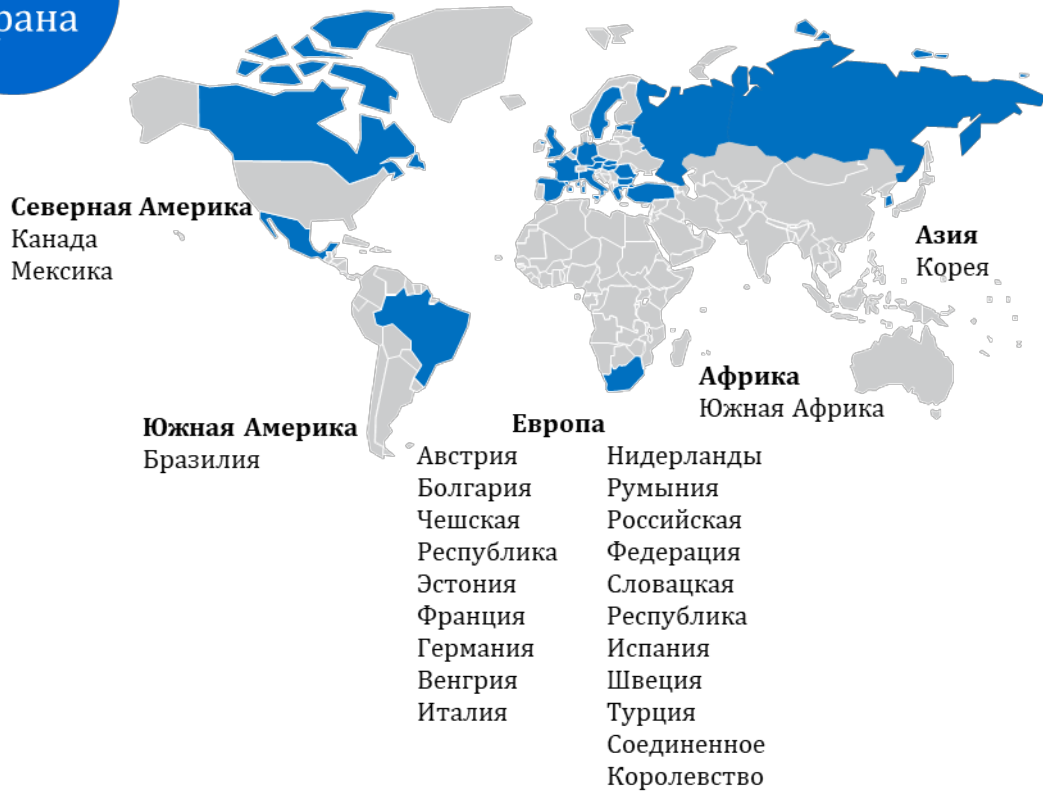 рана
Северная Америка
Канада
Мексика
Азия
Корея
Африка
Южная Африка
Южная Америка
Бразилия
Европа
Австрия
Болгария
Чешская
Республика
Эстония
Франция
Германия
Венгрия
Италия
Нидерланды
Румыния
Российская
Федерация
Словацкая
Республика
Испания
Швеция
Турция
Соединенное
Королевство